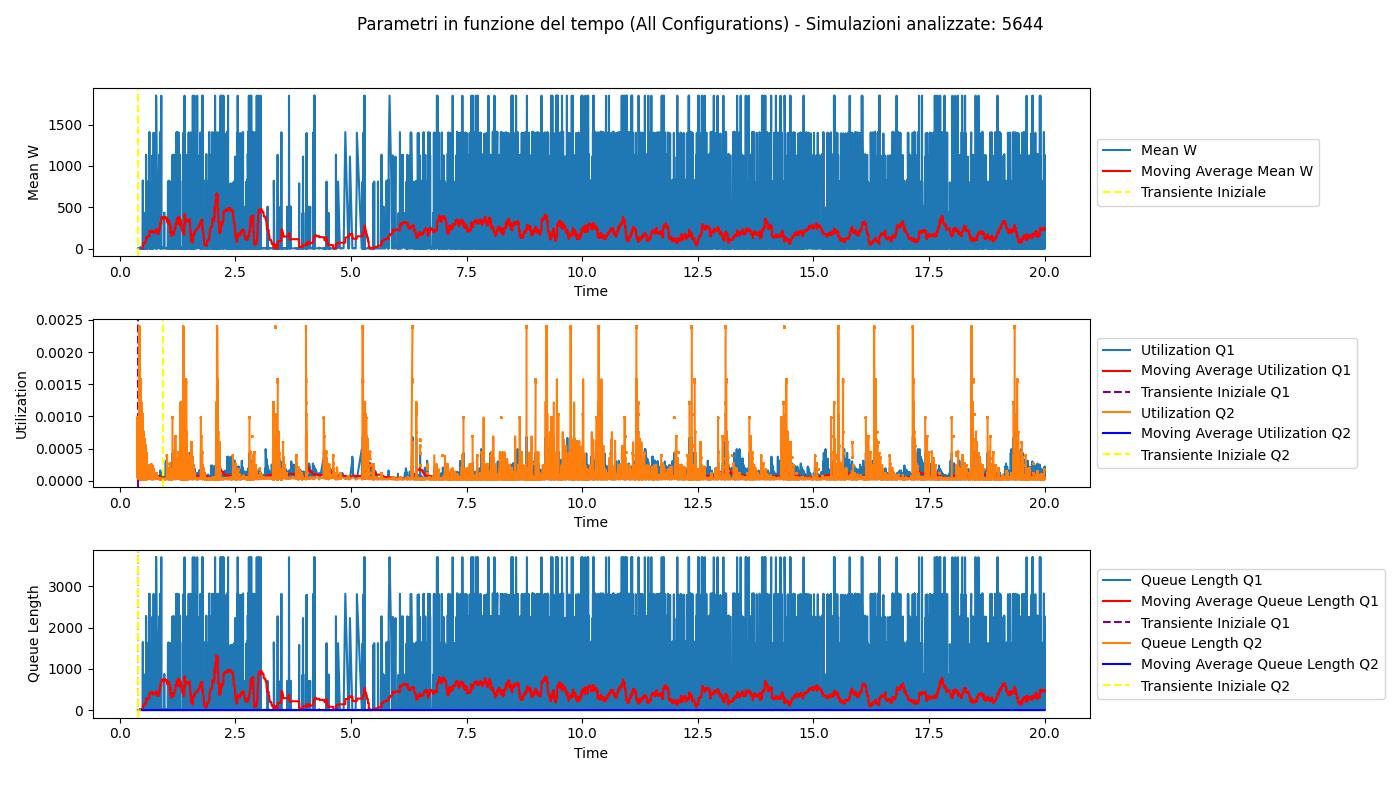 Parametri in funzione del tempo (All Configurations) - Simulazioni analizzate: 5644
Mean W
1500
1000
500
0
0.0 2.5 5.0 7.5 10.0 12.5 15.0 17.5 20.0
Time
Mean W
Moving Average Mean W
Transiente Iniziale
Utilization
0.0025
0.0020
0.0015
0.0010
0.0005
0.0000
0.0 2.5 5.0 7.5 10.0 12.5 15.0 17.5 20.0
Time
Utilization Q1
Moving Average Utilization Q1
Transiente Iniziale Q1
Utilization Q2
Moving Average Utilization Q2
Transiente Iniziale Q2
Queue Length
3000
2000
1000
0
0.0 2.5 5.0 7.5 10.0 12.5 15.0 17.5 20.0
Time
Queue Length Q1
Moving Average Queue Length Q1
Transiente Iniziale Q1
Queue Length Q2
Moving Average Queue Length Q2
Transiente Iniziale Q2